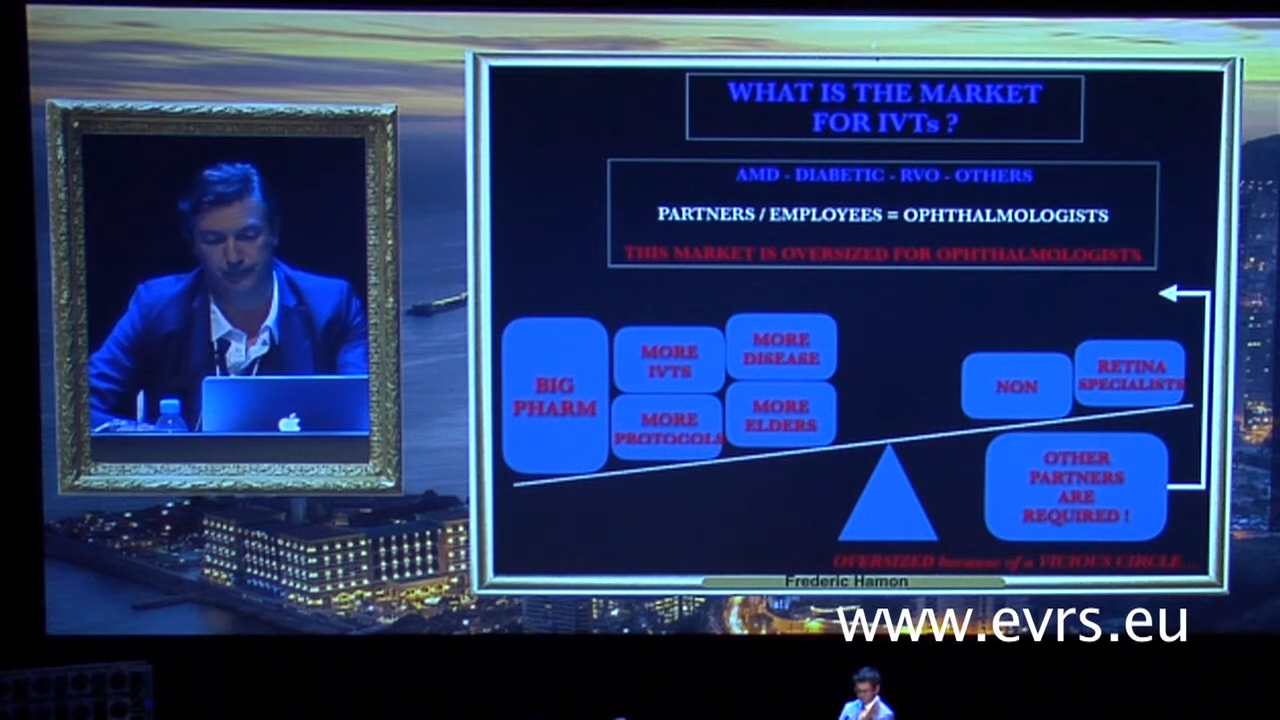 WHAT IS THE MARKET
FOR IVTs ?
AMD - DIABETIC - RVO - OTHERS
PARTNERS / EMPLOYEES = OPHTHALMOLOGISTS
THIS MARKET IS OVERSIZED FOR OPHTHALMOLOGISTS
BIG
PHARM
MORE
IVTS
MORE
DISEASE
MORE
PROTOCOLS
MORE
ELDERS
NON
RETINA
SPECIALISTS
OTHER
PARTNERS
ARE
REQUIRED !
OVERSIZED because of a VICIOUS CIRCLE...
Frederic Hamon
www.evrs.eu